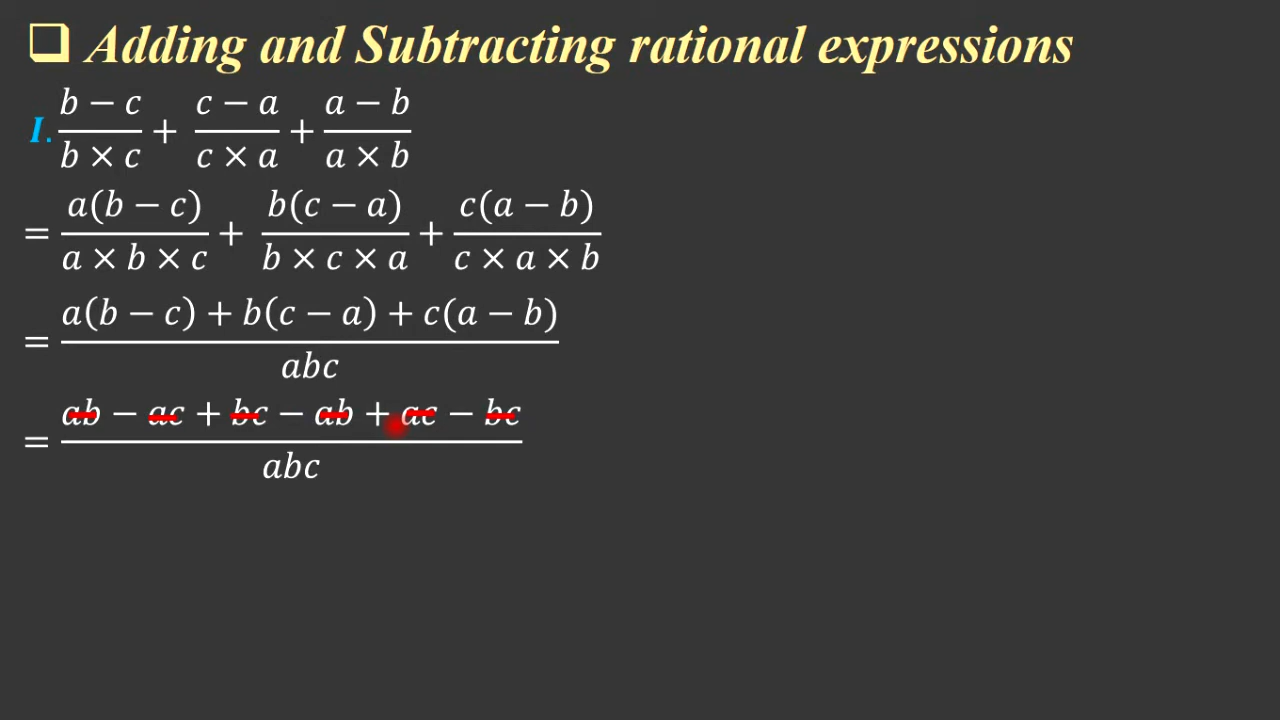 ❑ Adding and Subtracting rational expressions
I. (b − c)/(b × c) + (c − a)/(c × a) + (a − b)/(a × b)
= a(b − c)/(a × b × c) + b(c − a)/(b × c × a) + c(a − b)/(c × a × b)
= (a(b − c) + b(c − a) + c(a − b))/abc
= (ab − ac + bc − ab + ac − bc)/abc